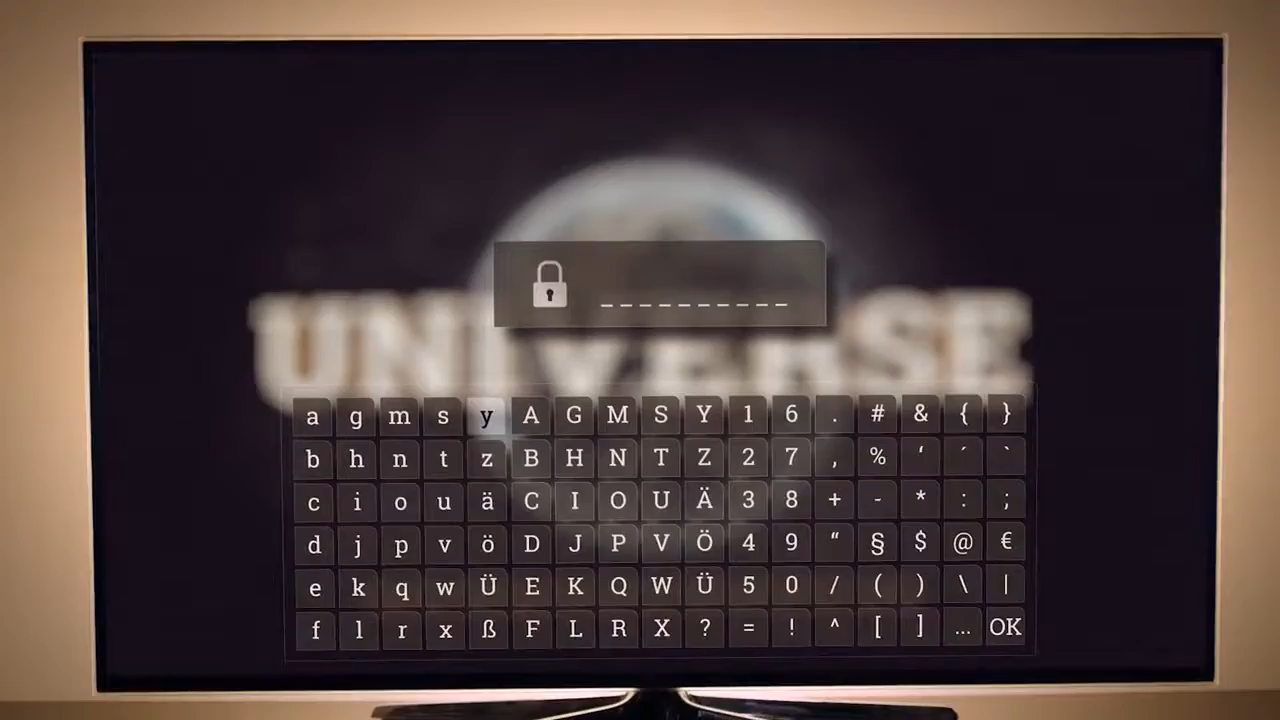 UNIVERSE
_ _ _ _ _ _ _ _ _ _
a g m s y A G M S Y 1 6 . # & { }
b h n t z B H N T Z 2 7 , % ‘ ´ `
c i o u ä C I O U Ä 3 8 + - * : ;
d j p v ö D J P V Ö 4 9 “ § $ @ €
e k q w Ü E K Q W Ü 5 0 / ( ) \ |
f l r x ß F L R X ? = ! ^ [ ] ... OK